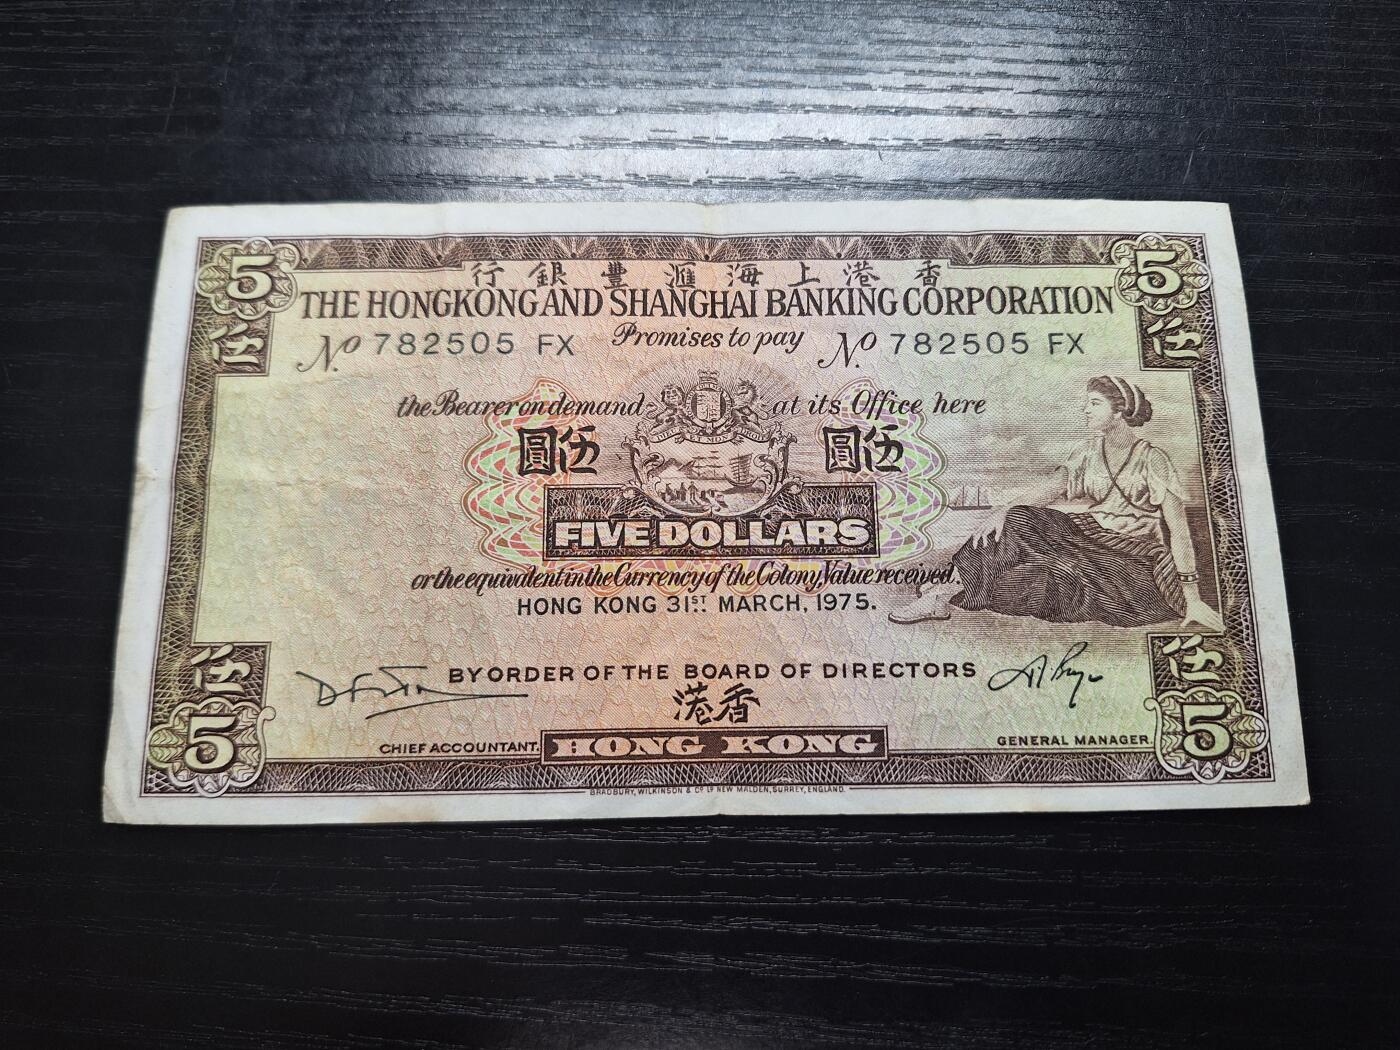 5 行銀豐滙海上港香 5
THE HONGKONG AND SHANGHAI BANKING CORPORATION
伍 Promises to pay 伍
No. 782505 FX No. 782505 FX
the Bearer on demand at its Office here
圓伍 圓伍
FIVE DOLLARS
or the equivalent in the Currency of the Colony, Value received.
HONG KONG 31ST MARCH, 1975.
伍 BY ORDER OF THE BOARD OF DIRECTORS 伍
港香
5 CHIEF ACCOUNTANT. HONG KONG GENERAL MANAGER. 5
BRADBURY, WILKINSON & Co. LD. NEW MALDEN, SURREY, ENGLAND.